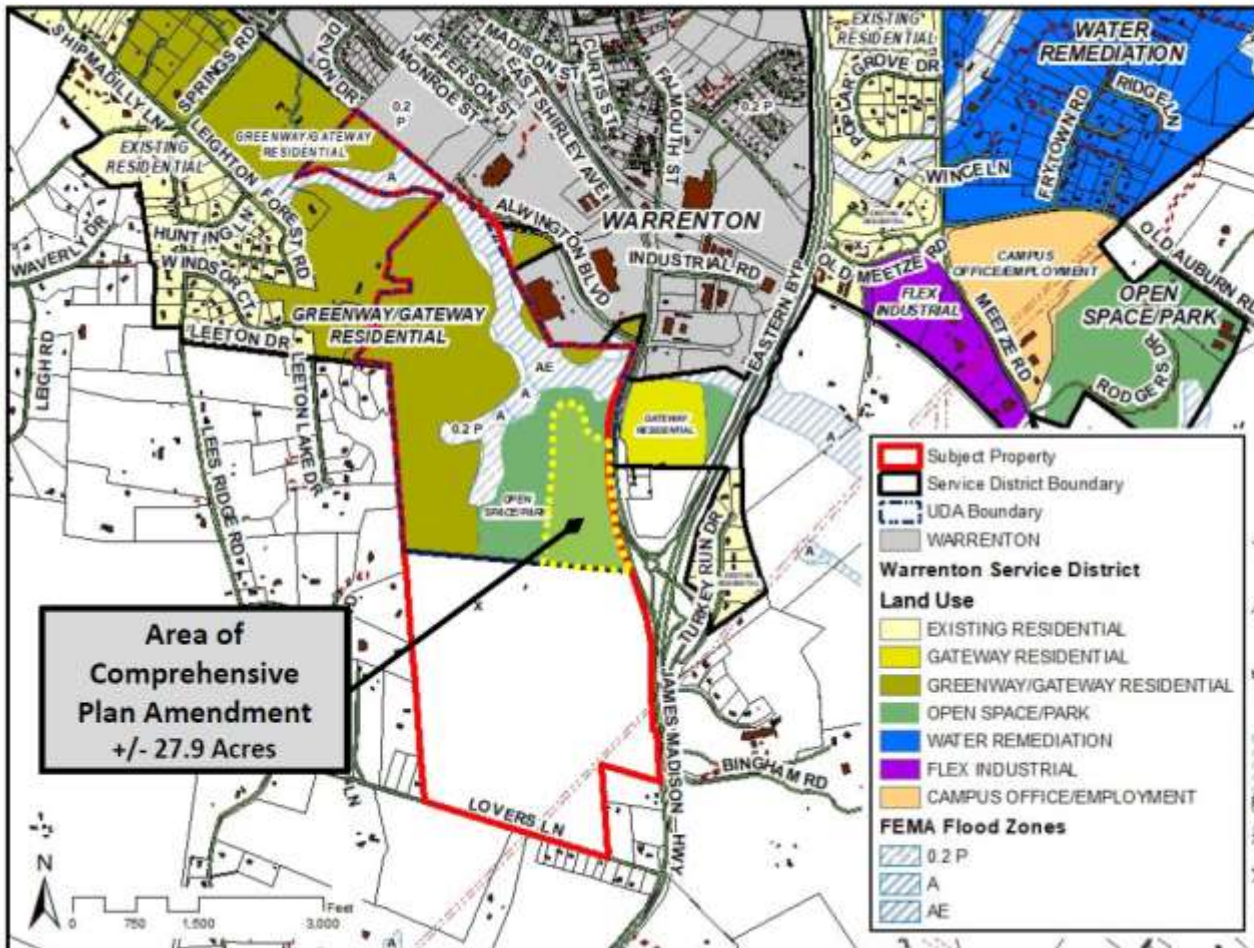 SHIPMADILLY LN
SPRINGS RD
DEVON DR
MONROE ST
JEFFERSON ST
EAST SHIRLEY AVE
MADISON ST
CURTIS ST
FALMOUTH ST
0.2 P
0.2
P
EXISTING
RESIDENTIAL
POPLAR GROVE DR
WATER
REMEDIATION
RIDGE LN
FRYTOWN RD
WINCE LN
A
GREENWAY/GATEWAY
RESIDENTIAL
EXISTING
RESIDENTIAL
LEIGHTON FOREST RD
A
ALWINGTON BLVD
WARRENTON
INDUSTRIAL RD
EASTERN BYP
EXISTING
RESIDENTIAL
OLD MEETZE RD
CAMPUS
OFFICE/EMPLOYMENT
OLD AUBURN R
WAVERLY DR
HUNTING LN
WINDSOR CT
LEETON DR
GREENWAY/GATEWAY
RESIDENTIAL
FLEX
INDUSTRIAL
MEETZE RD
OPEN
SPACE/PARK
RODGERS DR
LEIGH RD
LEES RIDGE RD
LEETON LAKE DR
AE
A
A
0.2 P
GATEWAY
RESIDENTIAL
A
OPEN
SPACE/PARK
TURKEY RUN DR
EXISTING
RESIDENTIAL
A
X
Area of
Comprehensive
Plan Amendment
+/- 27.9 Acres
JAMES MADISON HWY
BINGHAM RD
LN
LOVERS LN
Subject Property
Service District Boundary
UDA Boundary
WARRENTON
Warrenton Service District
Land Use
EXISTING RESIDENTIAL
GATEWAY RESIDENTIAL
GREENWAY/GATEWAY RESIDENTIAL
OPEN SPACE/PARK
WATER REMEDIATION
FLEX INDUSTRIAL
CAMPUS OFFICE/EMPLOYMENT
FEMA Flood Zones
0.2 P
A
AE
N
Feet
0 750 1,500 3,000
A